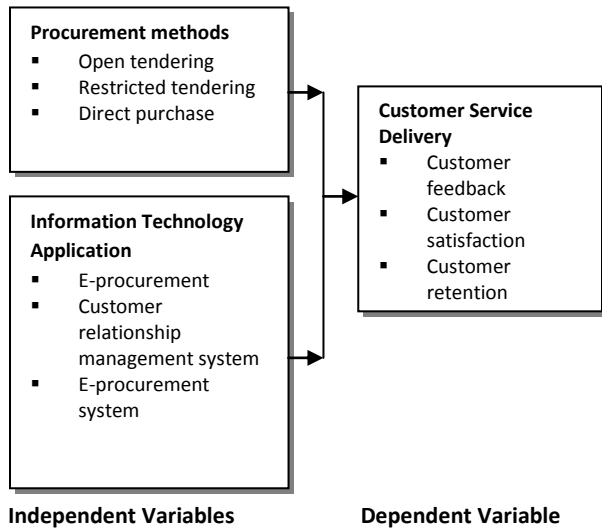 Procurement methods
▪ Open tendering
▪ Restricted tendering
▪ Direct purchase
Information Technology
Application
▪ E-procurement
▪ Customer
relationship
management system
▪ E-procurement
system
Customer Service
Delivery
▪ Customer
feedback
▪ Customer
satisfaction
▪ Customer
retention
Independent Variables
Dependent Variable